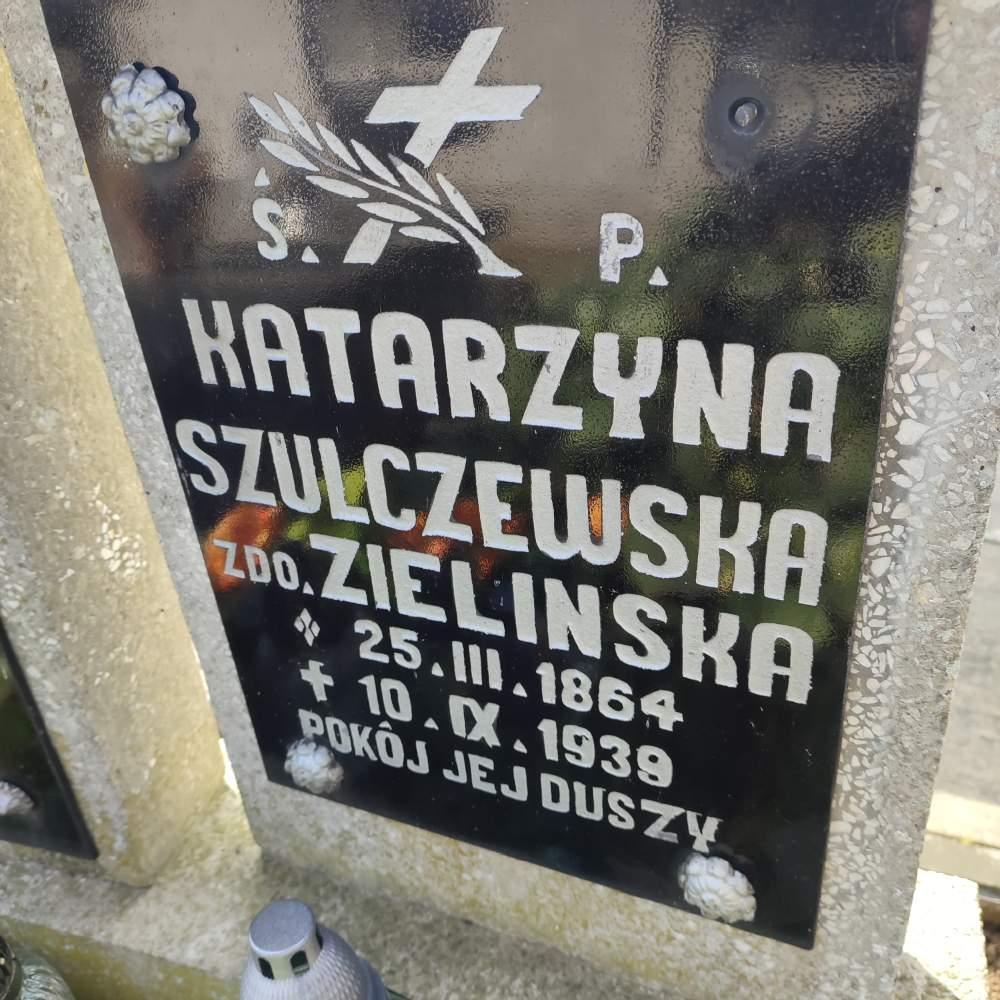 Ś. P.
KATARZYNA
SZULCZEWSKA
ZDO. ZIELINSKA
25.III.1864
10.IX.1939
POKÓJ JEJ DUSZY